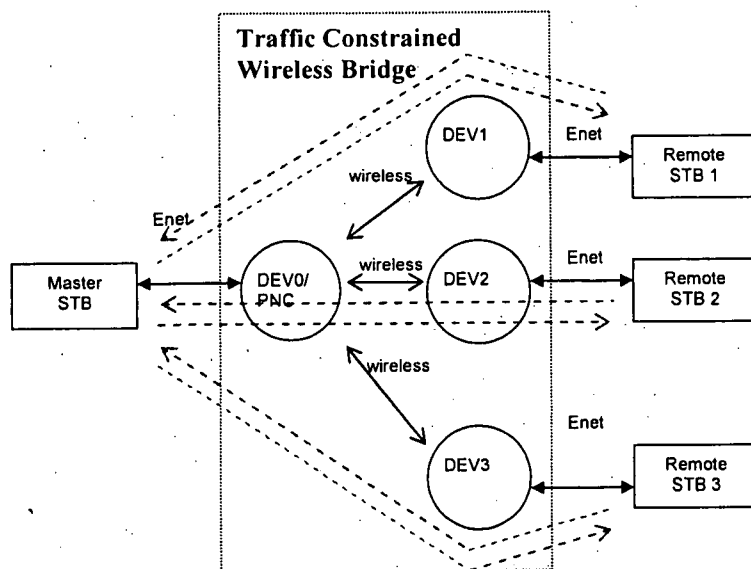 Traffic Constrained
Wireless Bridge
DEV1
Enet
Remote
STB 1
wireless
Enet
Master
STB
DEV0/
PNC
wireless
DEV2
Enet
Remote
STB 2
wireless
Enet
DEV3
Remote
STB 3